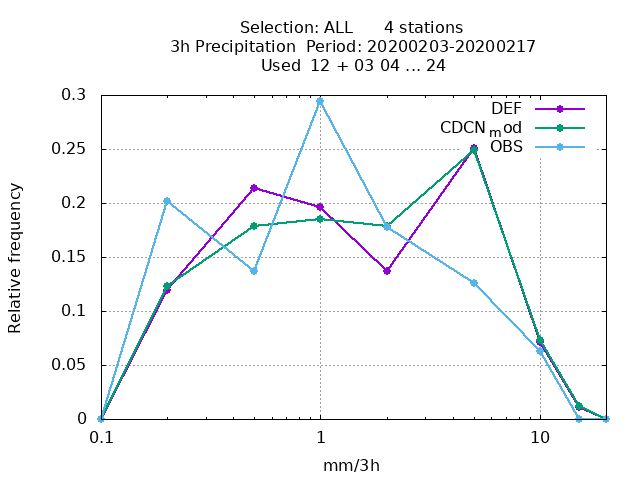 Selection: ALL      4 stations
3h Precipitation  Period: 20200203-20200217
Used  12 + 03 04 ... 24
DEF
CDCN_mod
OBS
Relative frequency
0.3
0.25
0.2
0.15
0.1
0.05
0
0.1 1 10
mm/3h